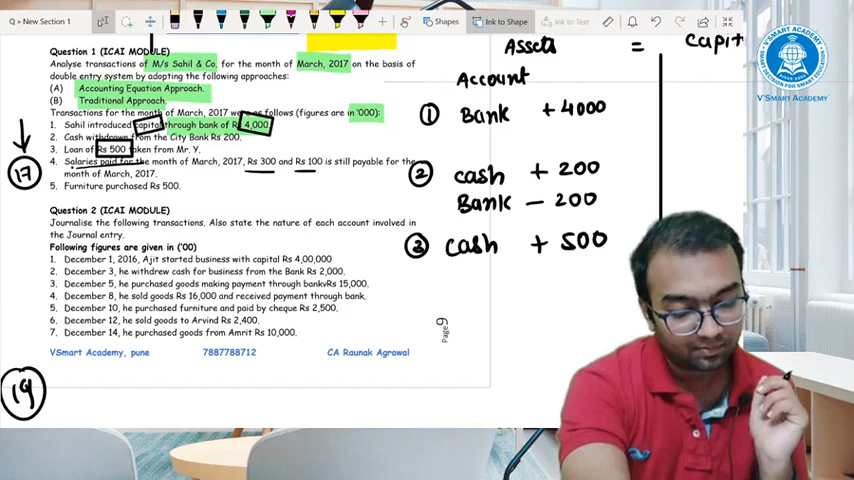 Q » New Section 1
Shapes
Ink to Shape
Ink to Text
Question 1 (ICAI MODULE)
Analyse transactions of M/s Sahil & Co. for the month of March, 2017 on the basis of
double entry system by adopting the following approaches:
(A) Accounting Equation Approach.
(B) Traditional Approach.
Transactions for the month of March, 2017 were as follows (figures are in '000):
1. Sahil introduced capital through bank of R 4,000
2. Cash withdrawn from the City Bank Rs 200.
3. Loan of Rs 500 taken from Mr. Y.
4. Salaries paid for the month of March, 2017, Rs 300 and Rs 100 is still payable for the
month of March, 2017.
5. Furniture purchased Rs 500.
17
Question 2 (ICAI MODULE)
Journalise the following transactions. Also state the nature of each account involved in
the Journal entry.
Following figures are given in ('00)
1. December 1, 2016, Ajit started business with capital Rs 4,00,000
2. December 3, he withdrew cash for business from the Bank Rs 2,000.
3. December 5, he purchased goods making payment through bankvRs 15,000.
4. December 8, he sold goods Rs 16,000 and received payment through bank.
5. December 10, he purchased furniture and paid by cheque Rs 2,500.
6. December 12, he sold goods to Arvind Rs 2,400.
7. December 14, he purchased goods from Amrit Rs 10,000.
VSmart Academy, pune 7887788712 CA Raunak Agrawal
Page 9
19
Assets = Capit
Account
1 Bank + 4000
2 cash + 200
Bank - 200
3 cash + 500
V'SMART ACADEMY